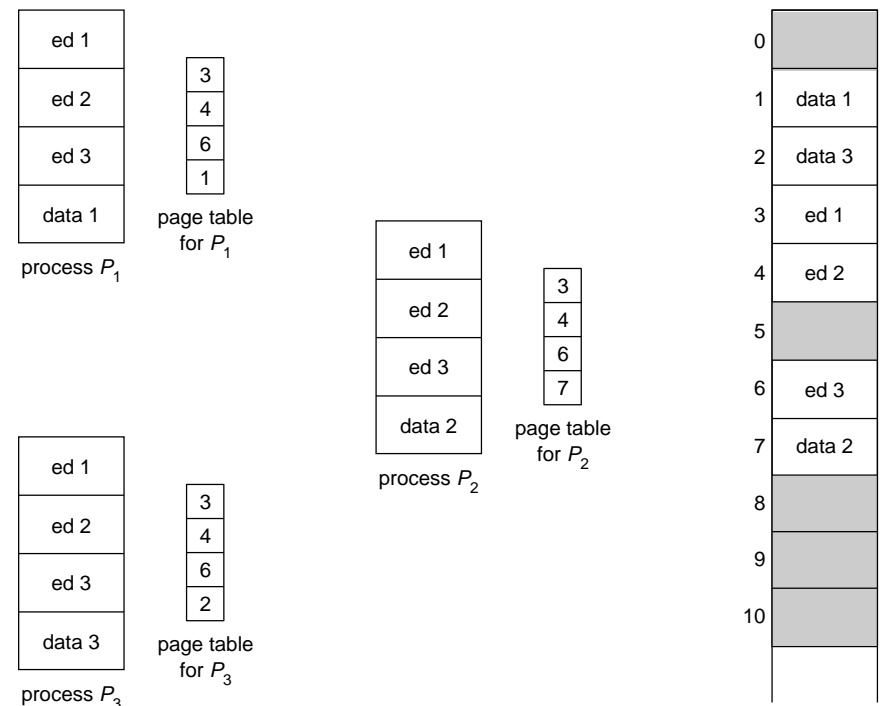 ed 1
ed 2
ed 3
data 1
process P1
3
4
6
1
page table
for P1
ed 1
ed 2
ed 3
data 2
process P2
3
4
6
7
page table
for P2
ed 1
ed 2
ed 3
data 3
process P3
3
4
6
2
page table
for P3
0
1 data 1
2 data 3
3 ed 1
4 ed 2
5
6 ed 3
7 data 2
8
9
10